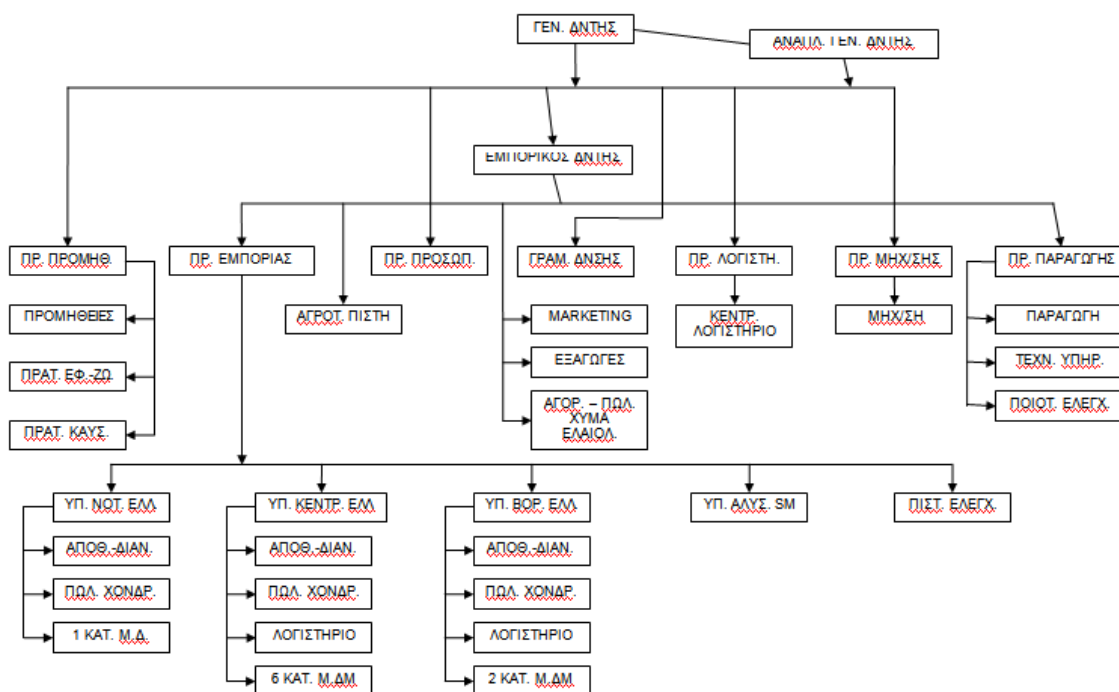 ΓΕΝ. ΔΝΤΗΣ
ΑΝΑΠΛ. ΓΕΝ. ΔΝΤΗΣ
ΕΜΠΟΡΙΚΟΣ ΔΝΤΗΣ
ΠΡ. ΠΡΟΜΗΘ.
ΠΡ. ΕΜΠΟΡΙΑΣ
ΠΡ. ΠΡΟΣΩΠ.
ΓΡΑΜ. ΔΝΣΗΣ
ΠΡ. ΛΟΓΙΣΤΗ.
ΠΡ. ΜΗΧ/ΣΗΣ
ΠΡ. ΠΑΡΑΓΩΓΗΣ
ΠΡΟΜΗΘΕΙΕΣ
ΑΓΡΟΤ. ΠΙΣΤΗ
MARKETING
ΚΕΝΤΡ.
ΛΟΓΙΣΤΗΡΙΟ
ΜΗΧ/ΣΗ
ΠΑΡΑΓΩΓΗ
ΠΡΑΤ. ΕΦ.-ΖΩ.
ΕΞΑΓΩΓΕΣ
ΤΕΧΝ. ΥΠΗΡ.
ΠΡΑΤ. ΚΑΥΣ.
ΑΓΟΡ. – ΠΩΛ.
ΧΥΜΑ
ΕΛΑΙΟΛ.
ΠΟΙΟΤ. ΕΛΕΓΧ.
ΥΠ. ΝΟΤ. ΕΛΛ.
ΥΠ. ΚΕΝΤΡ. ΕΛΛ
ΥΠ. ΒΟΡ. ΕΛΛ.
ΥΠ. ΑΛΥΣ. SM
ΠΙΣΤ. ΕΛΕΓΧ.
ΑΠΟΘ.-ΔΙΑΝ.
ΑΠΟΘ.-ΔΙΑΝ.
ΑΠΟΘ.-ΔΙΑΝ.
ΠΩΛ. ΧΟΝΔΡ.
ΠΩΛ. ΧΟΝΔΡ.
ΠΩΛ. ΧΟΝΔΡ.
1 ΚΑΤ. Μ.Δ.
ΛΟΓΙΣΤΗΡΙΟ
ΛΟΓΙΣΤΗΡΙΟ
6 ΚΑΤ. Μ.ΔΜ
2 ΚΑΤ. Μ.ΔΜ